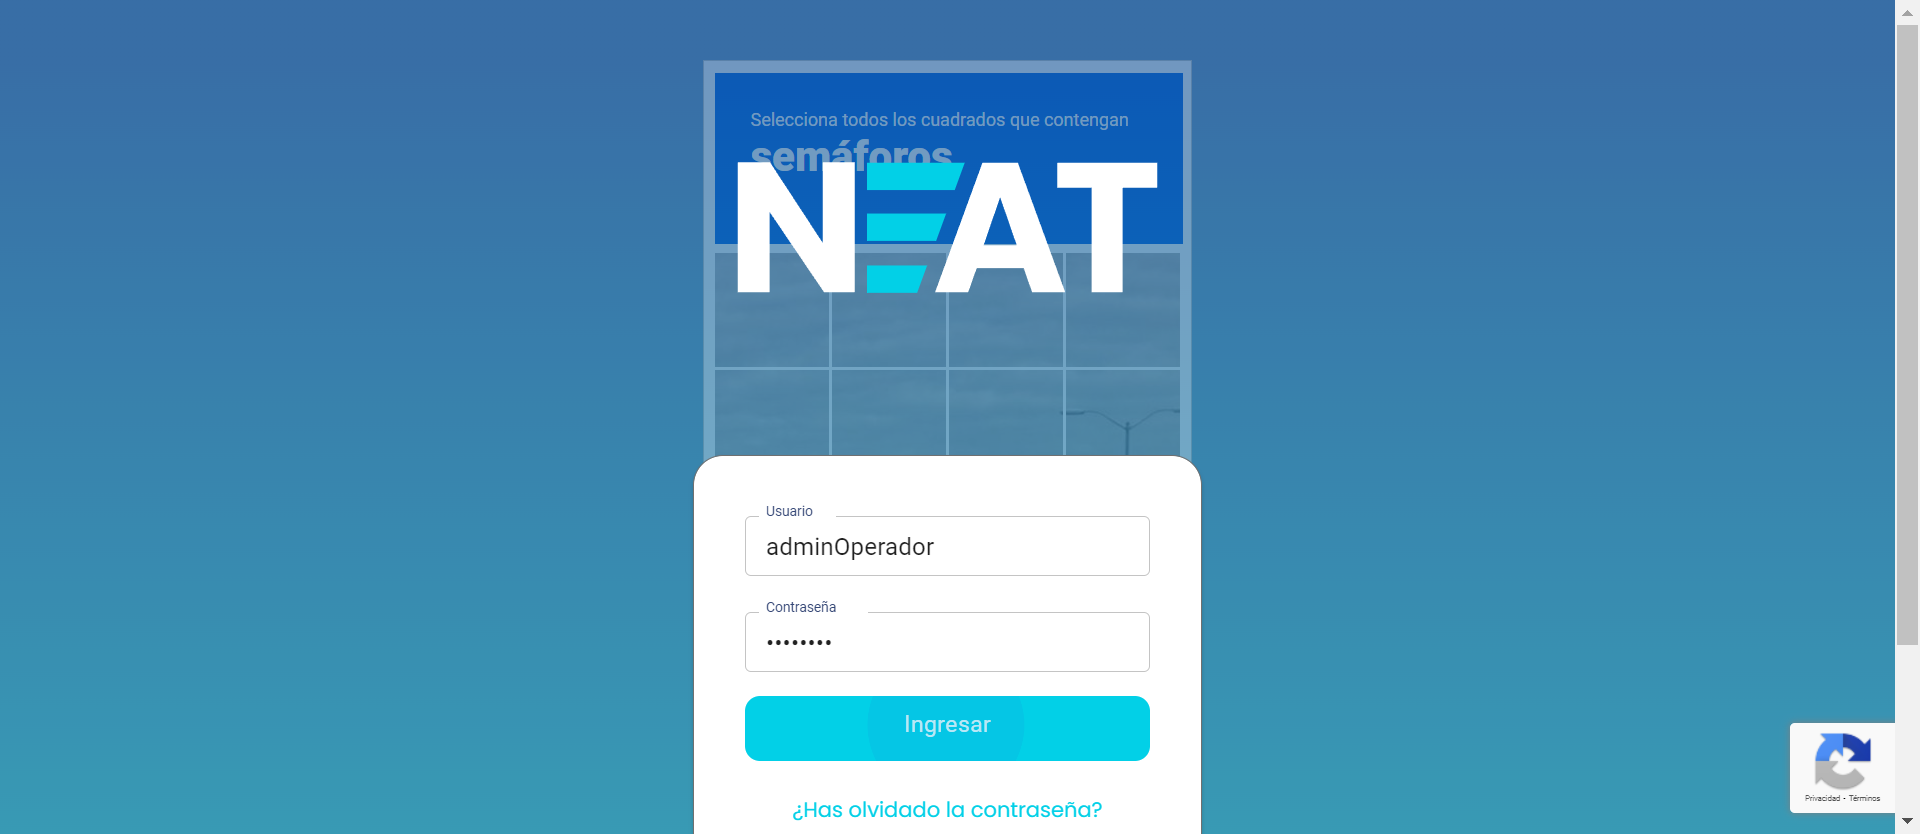 Selecciona todos los cuadrados que contengan
semáforos
NEAT
Usuario
adminOperador
Contraseña
••••••••
Ingresar
¿Has olvidado la contraseña?
Privacidad - Términos